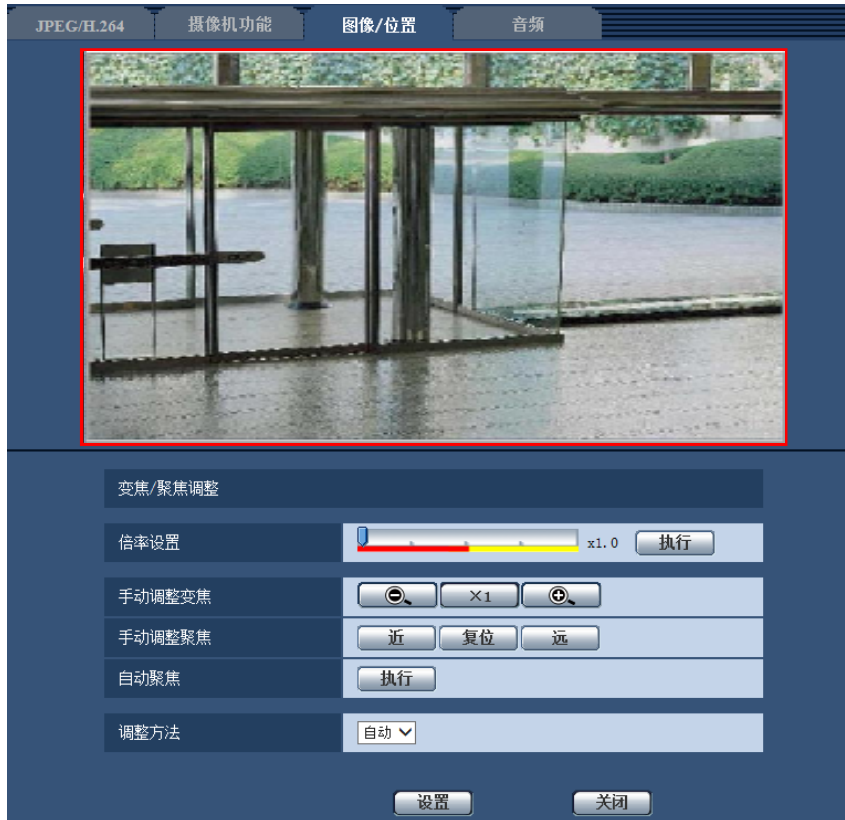 JPEG/H.264 摄像机功能 图像/位置 音频
变焦/聚焦调整
倍率设置 x1.0 执行
手动调整变焦 ×1
手动调整聚焦 近 复位 远
自动聚焦 执行
调整方法 自动
设置 关闭